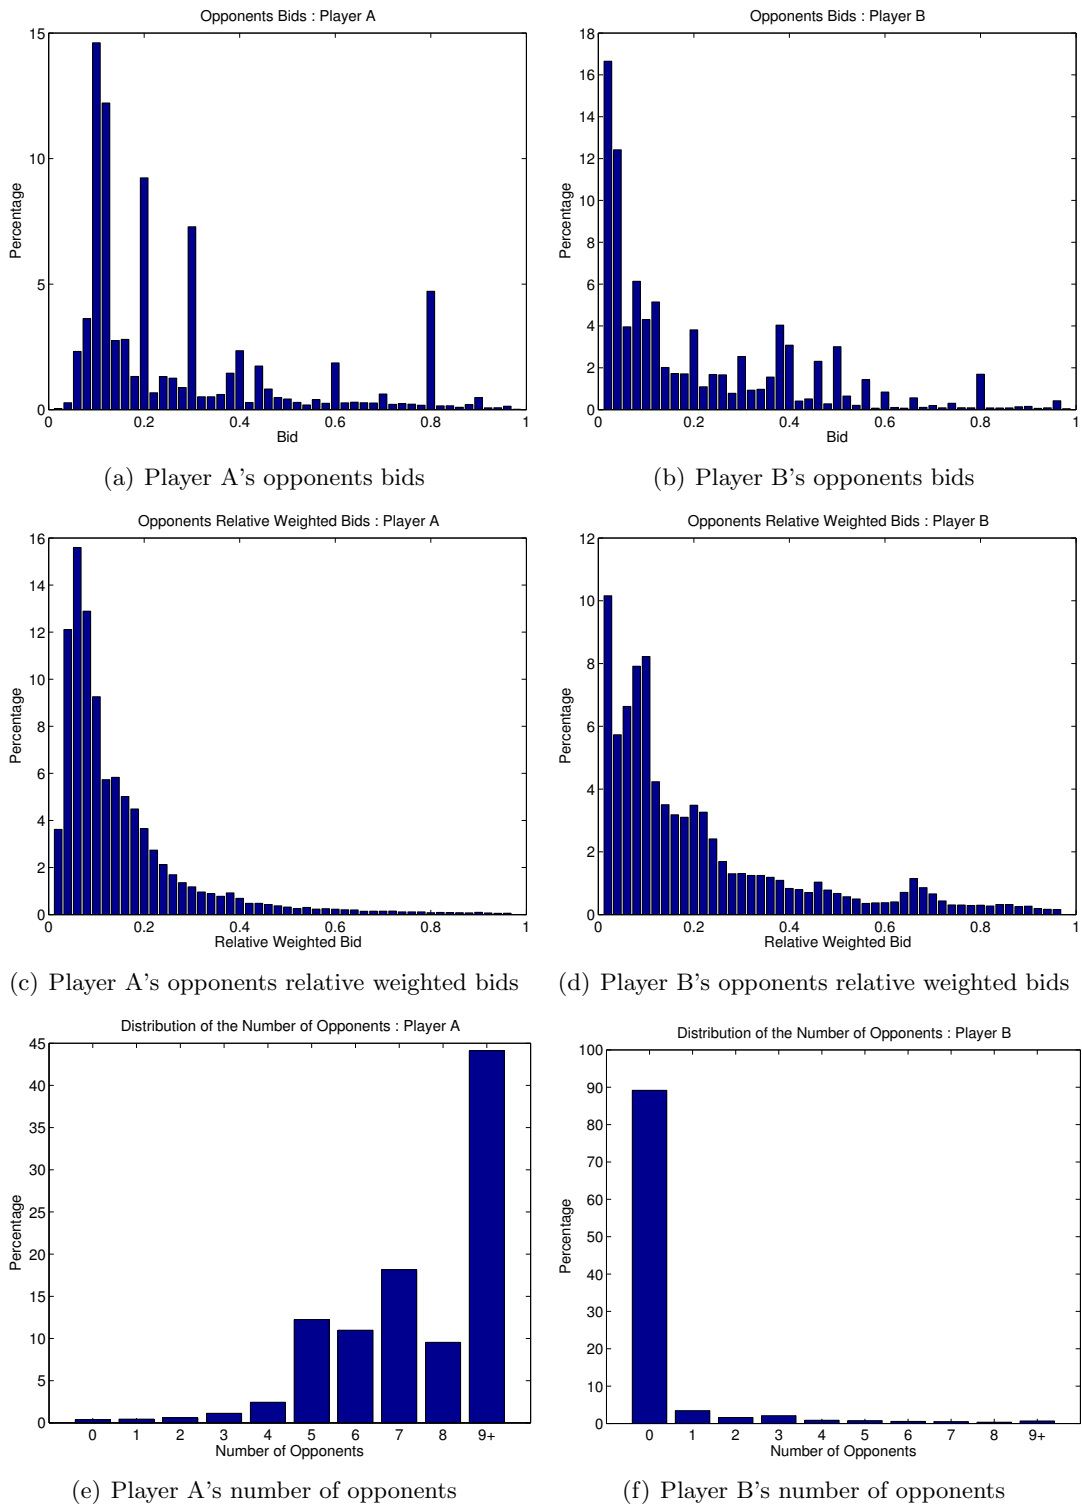 Opponents Bids : Player A
15
10
5
0
0 0.2 0.4 0.6 0.8 1
Percentage
Bid
(a) Player A's opponents bids
Opponents Bids : Player B
18
16
14
12
10
8
6
4
2
0
0 0.2 0.4 0.6 0.8 1
Percentage
Bid
(b) Player B's opponents bids
Opponents Relative Weighted Bids : Player A
16
14
12
10
8
6
4
2
0
0 0.2 0.4 0.6 0.8 1
Percentage
Relative Weighted Bid
(c) Player A's opponents relative weighted bids
Opponents Relative Weighted Bids : Player B
12
10
8
6
4
2
0
0 0.2 0.4 0.6 0.8 1
Percentage
Relative Weighted Bid
(d) Player B's opponents relative weighted bids
Distribution of the Number of Opponents : Player A
45
40
35
30
25
20
15
10
5
0
0 1 2 3 4 5 6 7 8 9+
Percentage
Number of Opponents
(e) Player A's number of opponents
Distribution of the Number of Opponents : Player B
100
90
80
70
60
50
40
30
20
10
0
0 1 2 3 4 5 6 7 8 9+
Percentage
Number of Opponents
(f) Player B's number of opponents